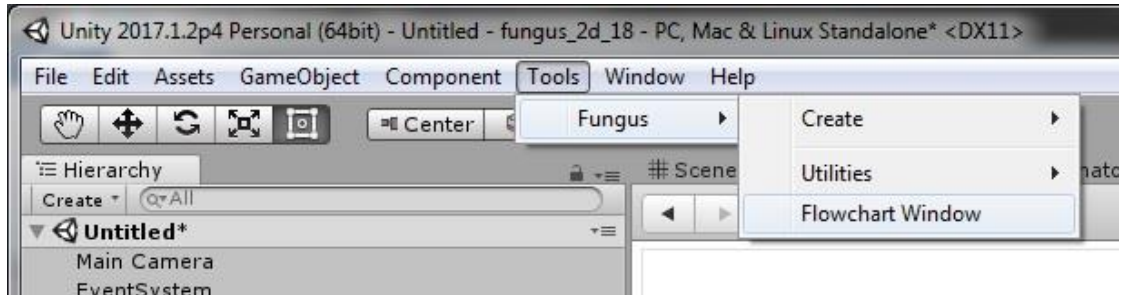 Unity 2017.1.2p4 Personal (64bit) - Untitled - fungus_2d_18 - PC, Mac & Linux Standalone* <DX11>
File Edit Assets GameObject Component Tools Window Help
Center Fungus Create
Hierarchy # Scene Utilities
Create All Flowchart Window
Untitled*
Main Camera
EventSystem